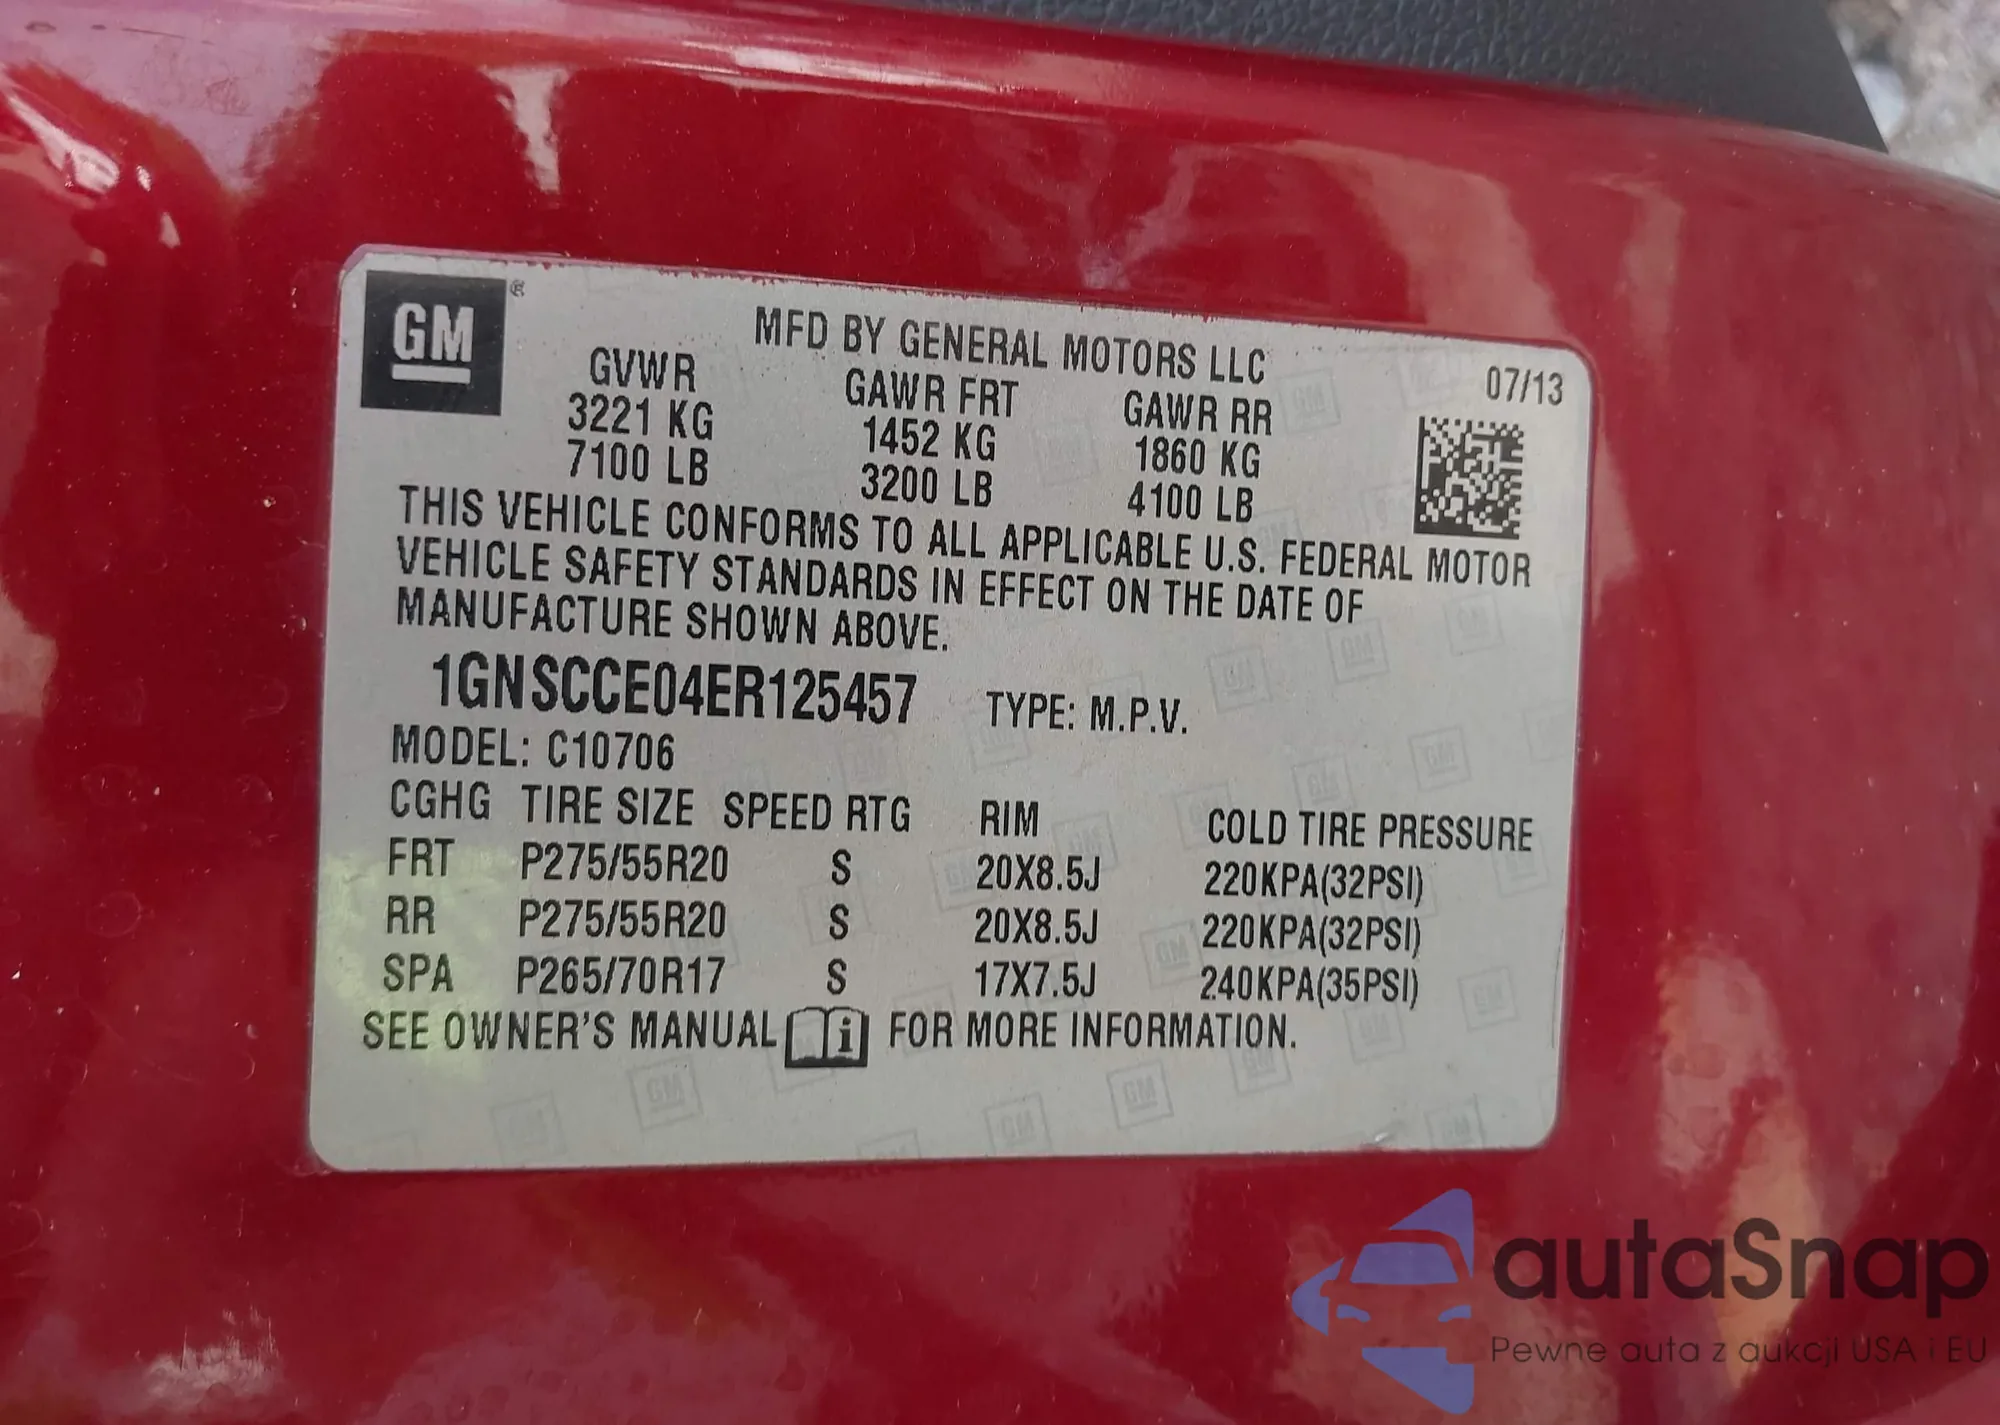 GM ®
MFD BY GENERAL MOTORS LLC
07/13
GVWR GAWR FRT GAWR RR
3221 KG 1452 KG 1860 KG
7100 LB 3200 LB 4100 LB
THIS VEHICLE CONFORMS TO ALL APPLICABLE U.S. FEDERAL MOTOR
VEHICLE SAFETY STANDARDS IN EFFECT ON THE DATE OF
MANUFACTURE SHOWN ABOVE.
1GNSCCE04ER125457 TYPE: M.P.V.
MODEL: C10706
CGHG TIRE SIZE SPEED RTG RIM COLD TIRE PRESSURE
FRT P275/55R20 S 20X8.5J 220KPA(32PSI)
RR P275/55R20 S 20X8.5J 220KPA(32PSI)
SPA P265/70R17 S 17X7.5J 240KPA(35PSI)
SEE OWNER'S MANUAL i FOR MORE INFORMATION.
autaSnap
Pewne auta z aukcji USA i EU